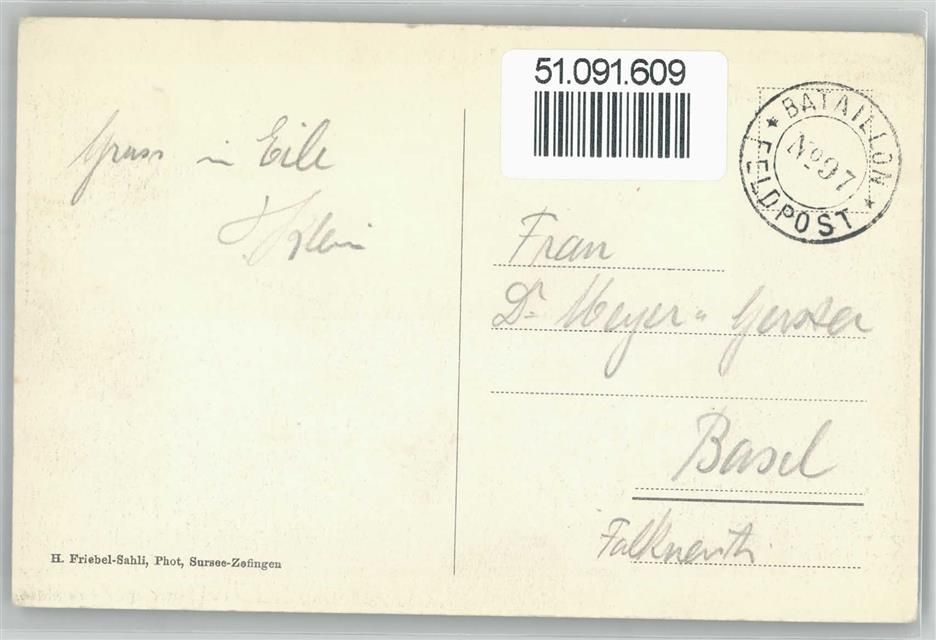 51.091.609
★ BATAILLON ★
No 97
FELDPOST
Gruss in Eile
Frau
Dr Meyer - Gerster
Basel
H. Friebel-Sahli, Phot, Sursee-Zofingen